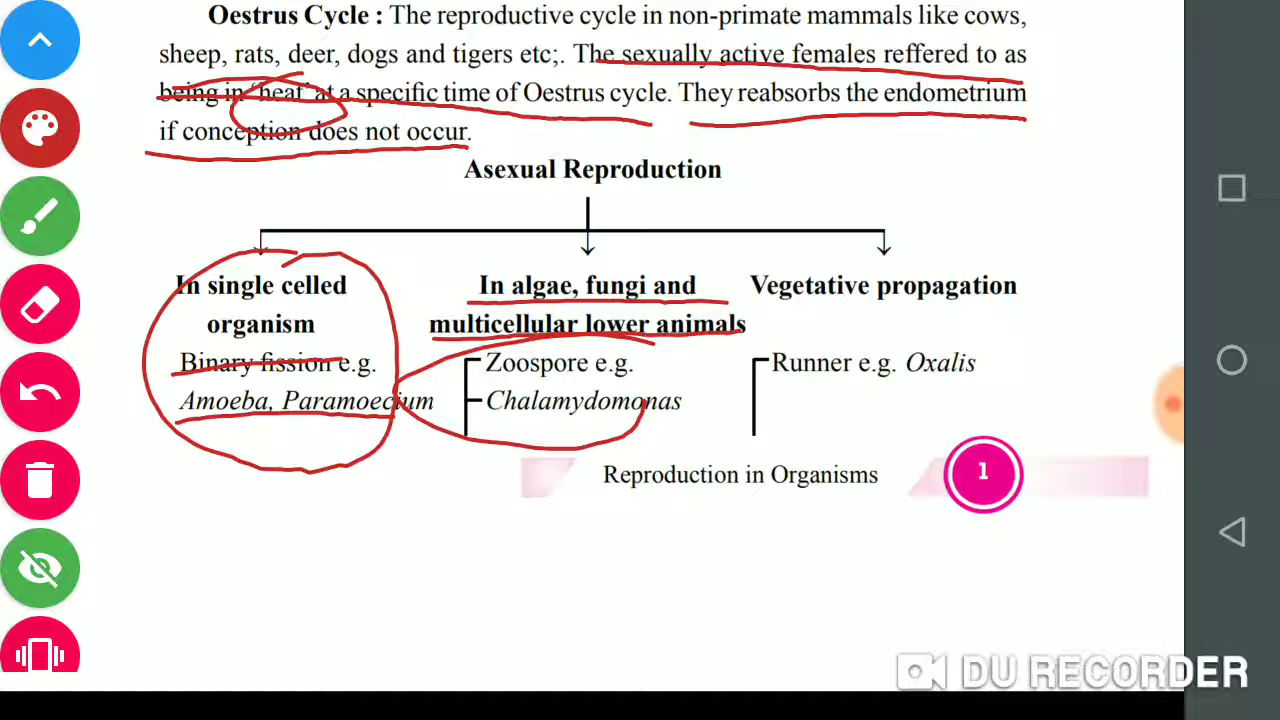 Oestrus Cycle : The reproductive cycle in non-primate mammals like cows,
sheep, rats, deer, dogs and tigers etc;. The sexually active females reffered to as
being in 'heat' at a specific time of Oestrus cycle. They reabsorbs the endometrium
if conception does not occur.
Asexual Reproduction
In single celled
organism
Binary fission e.g.
Amoeba, Paramoecium
In algae, fungi and
multicellular lower animals
Zoospore e.g.
Chalamydomonas
Vegetative propagation
Runner e.g. Oxalis
Reproduction in Organisms
1
DU RECORDER